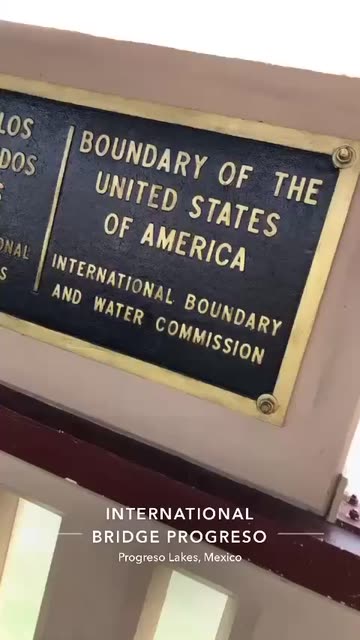 LOS
DOS
BOUNDARY OF THE
UNITED STATES
OF AMERICA
INTERNATIONAL BOUNDARY
AND WATER COMMISSION
INTERNATIONAL
BRIDGE PROGRESO
Progreso Lakes, Mexico